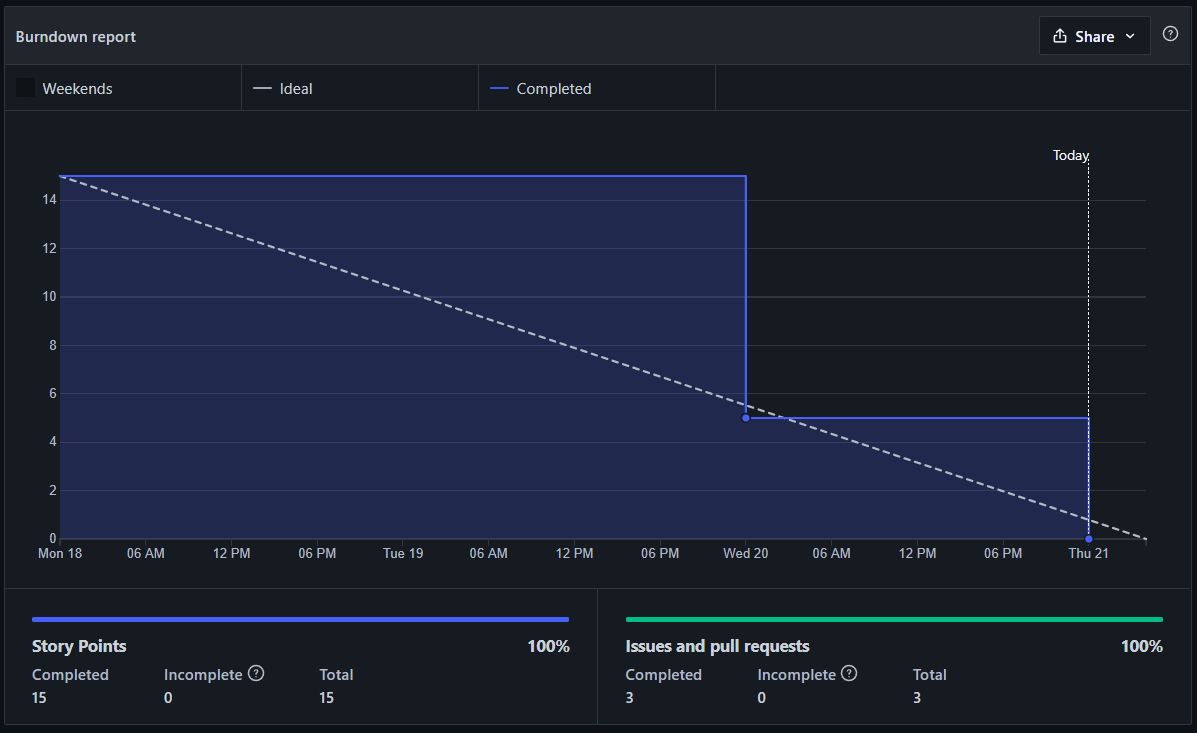 Burndown report
Share
Weekends
Ideal
Completed
Today
14
12
10
8
6
4
2
0
Mon 18 06 AM 12 PM 06 PM Tue 19 06 AM 12 PM 06 PM Wed 20 06 AM 12 PM 06 PM Thu 21
Story Points 100%
Completed Incomplete ? Total
15 0 15
Issues and pull requests 100%
Completed Incomplete ? Total
3 0 3